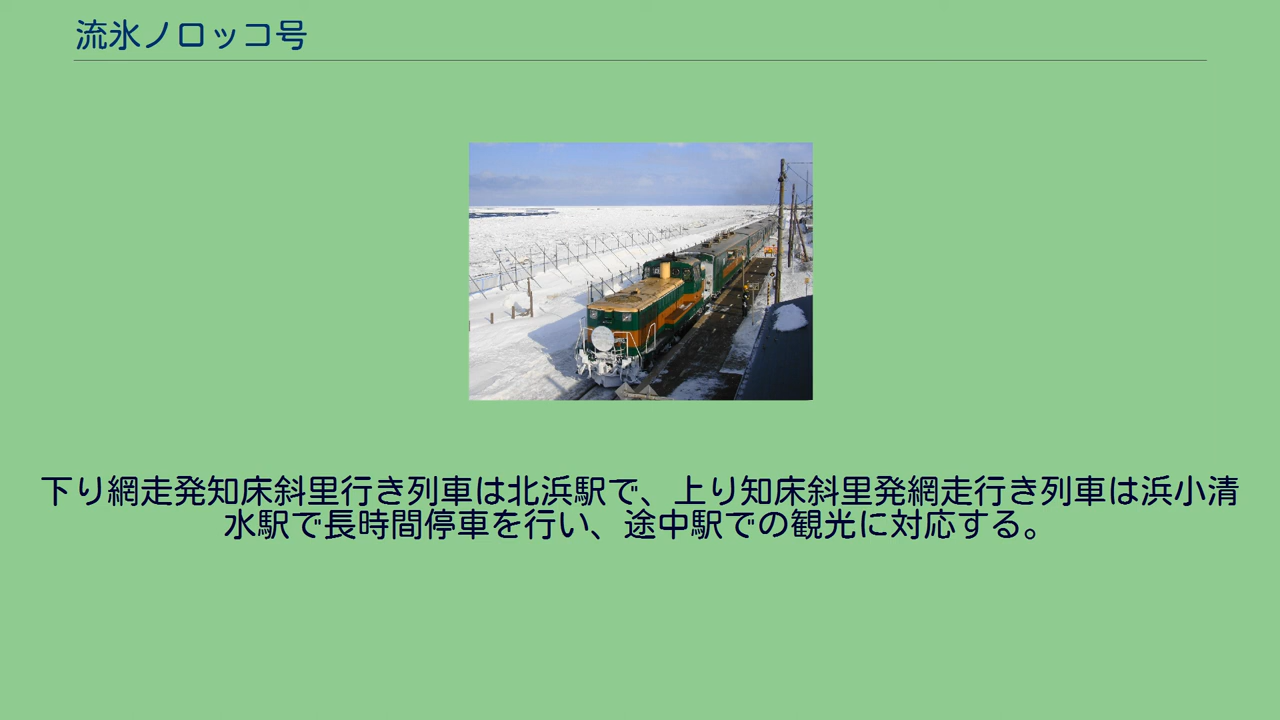 流氷ノロッコ号
下り網走発知床斜里行き列車は北浜駅で、上り知床斜里発網走行き列車は浜小清
水駅で長時間停車を行い、途中駅での観光に対応する。